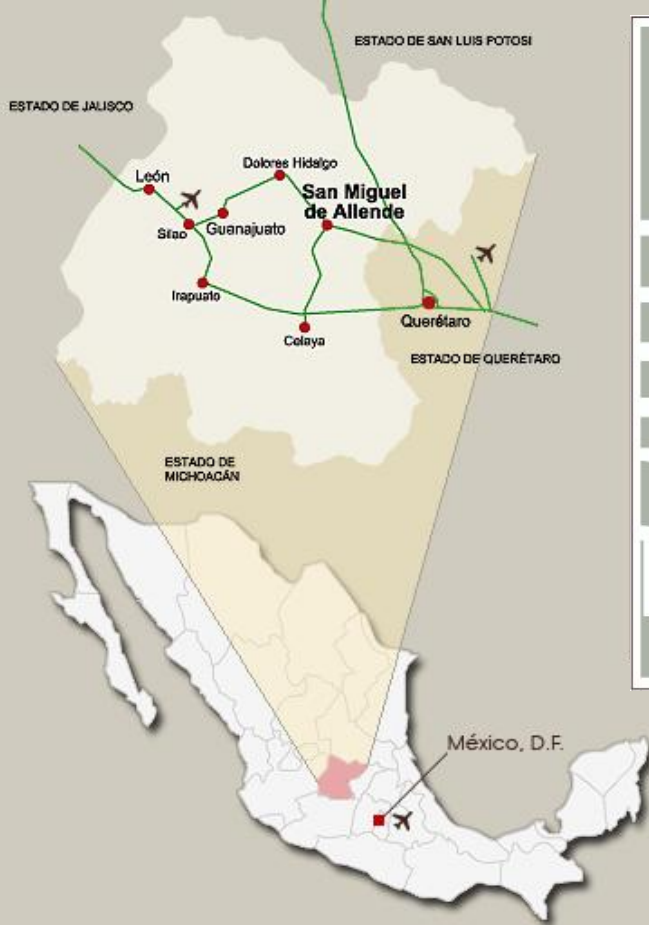 ESTADO DE SAN LUIS POTOSI
ESTADO DE JALISCO
Dolores Hidalgo
León
San Miguel
de Allende
Silao
Guanajuato
Irapuato
Querétaro
Celaya
ESTADO DE QUERÉTARO
ESTADO DE
MICHOACÁN
México, D.F.